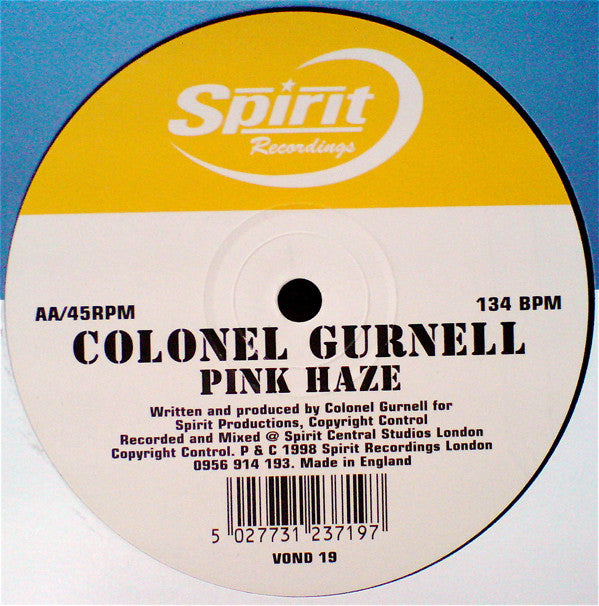 Spirit
Recordings
AA/45RPM
134 BPM
COLONEL GURNELL
PINK HAZE
Written and produced by Colonel Gurnell for
Spirit Productions, Copyright Control
Recorded and Mixed @ Spirit Central Studios London
Copyright Control. P & C 1998 Spirit Recordings London
0956 914 193. Made in England
5 027731 237197
VOND 19